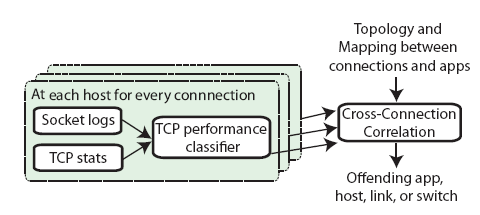 Topology and
Mapping between
connections and apps
At each host for every connnection
Socket logs
TCP stats
TCP performance
classifier
Cross-Connection
Correlation
Offending app,
host, link, or switch